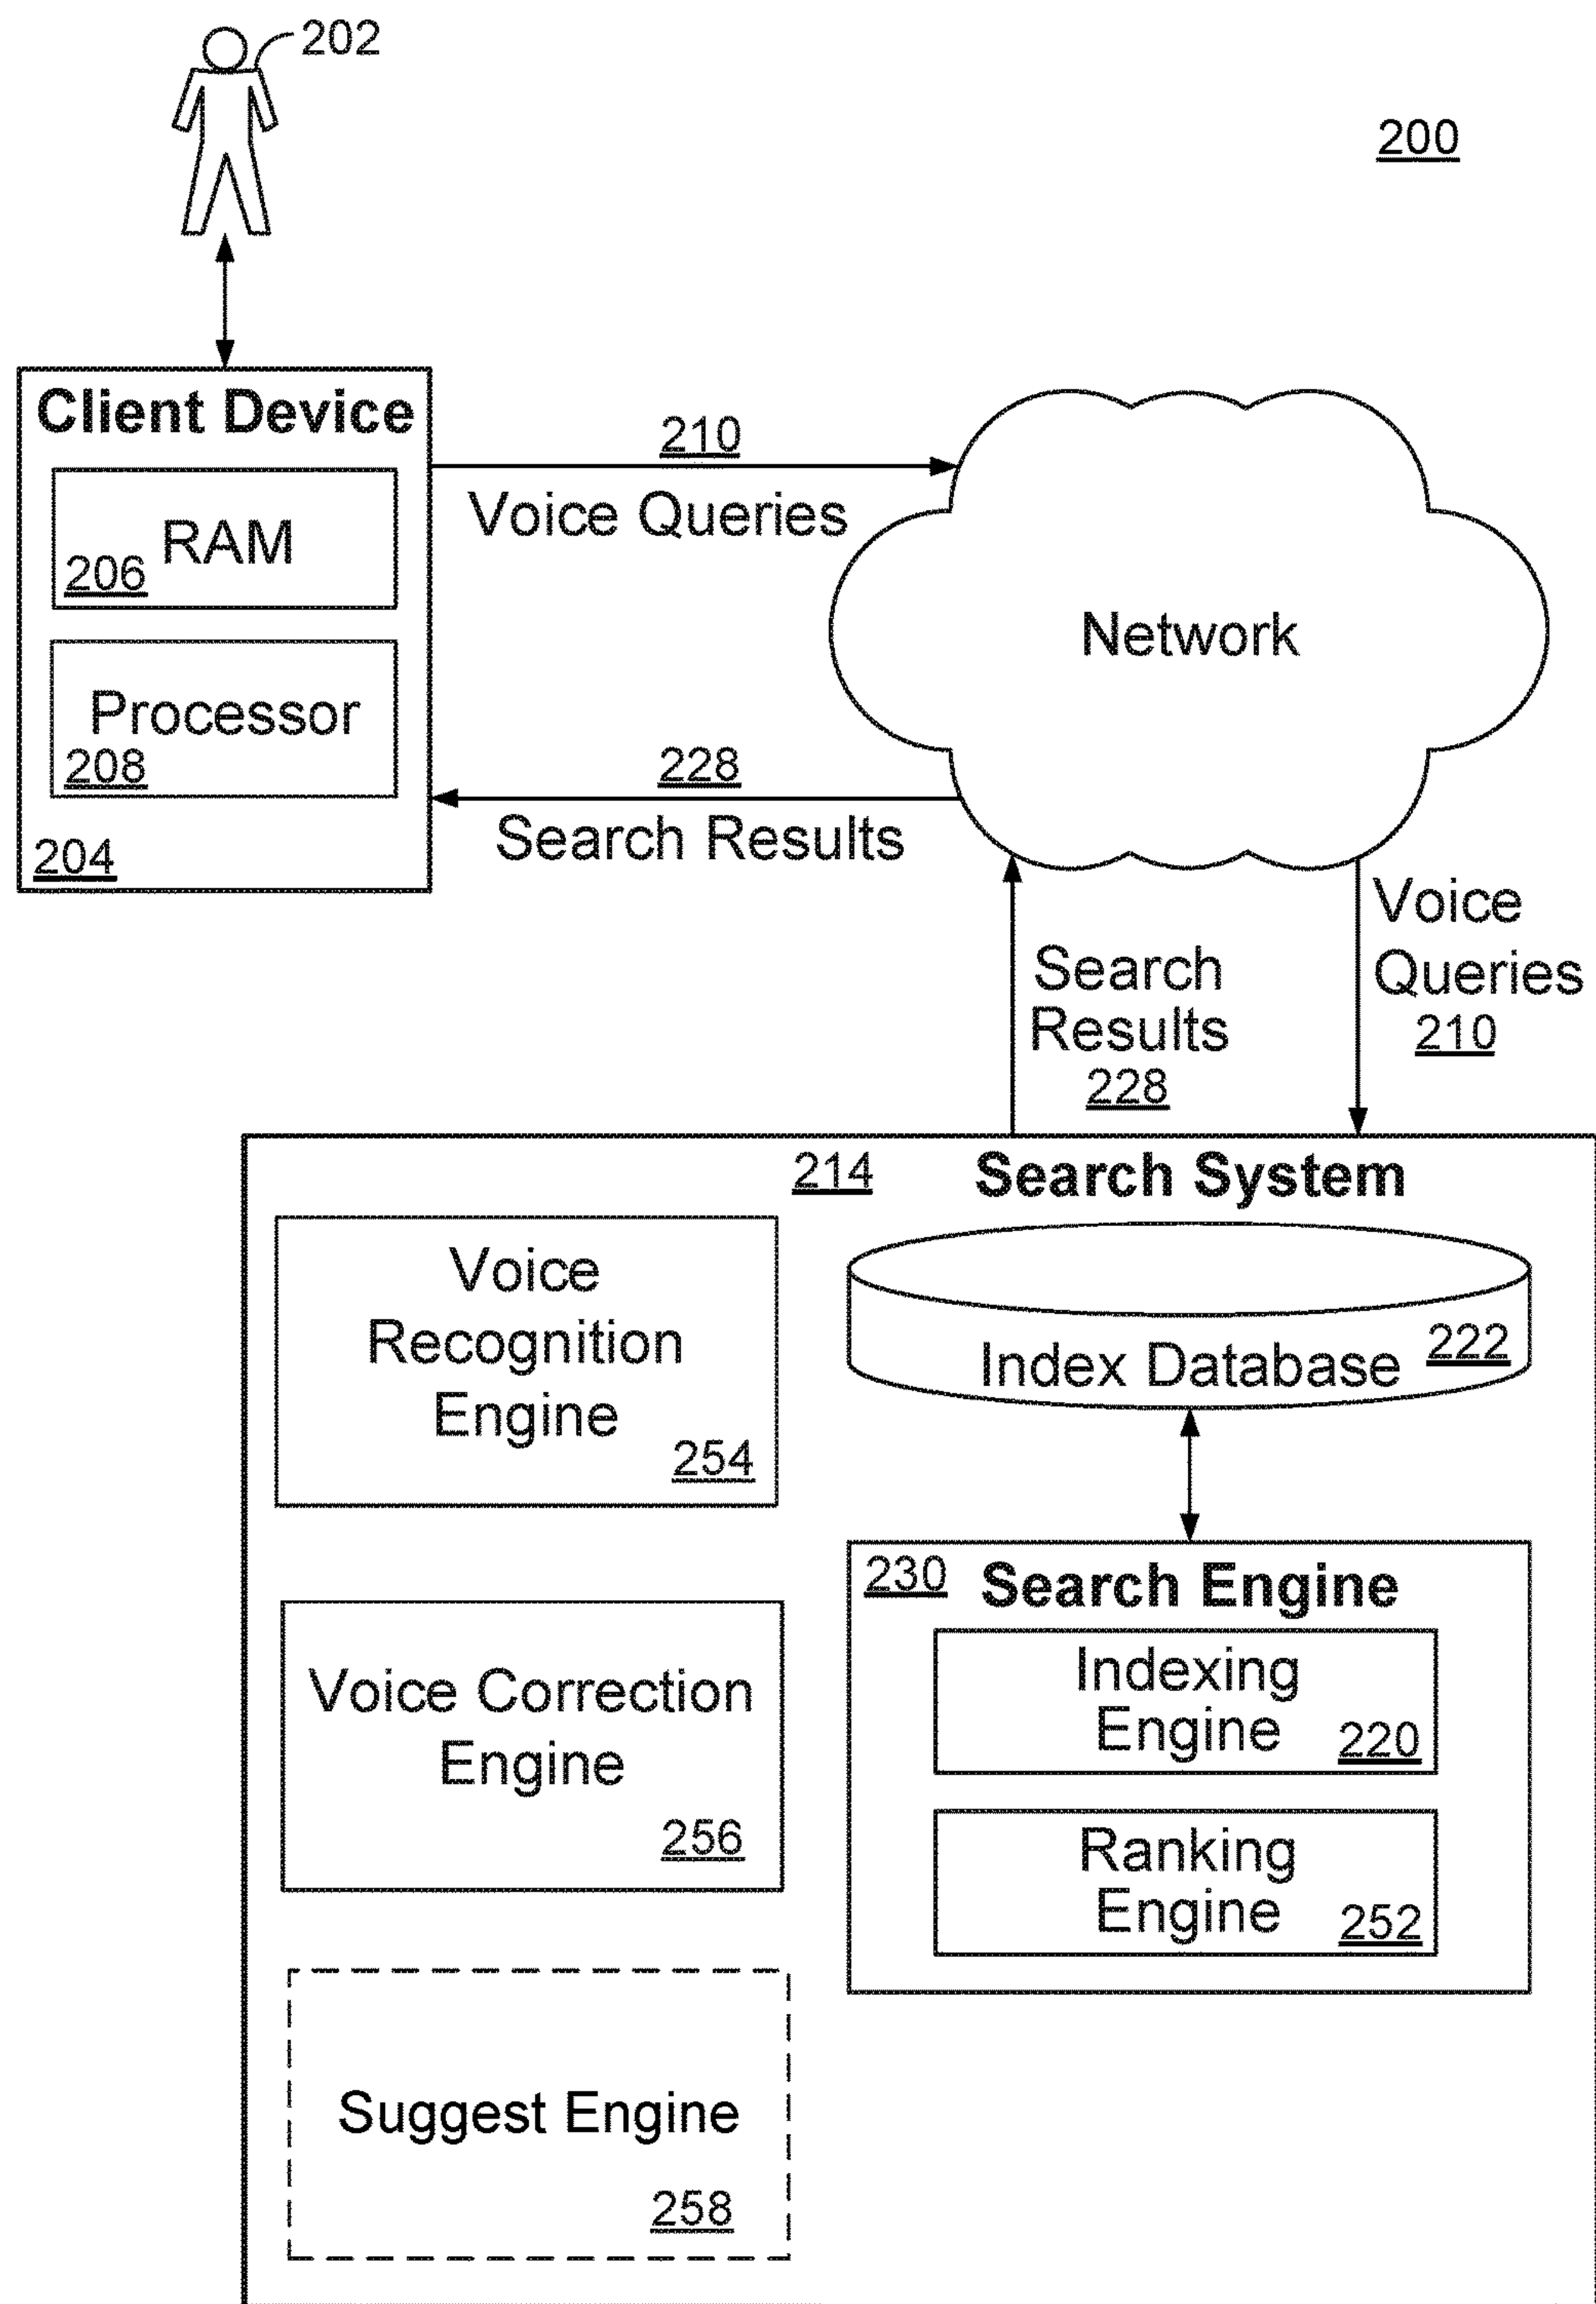 202
200
Client Device
RAM
206
Processor
208
204
210
Voice Queries
228
Search Results
Network
Search
Results
228
Voice
Queries
210
214
Search System
Voice
Recognition
Engine
254
Index Database
222
Voice Correction
Engine
256
230
Search Engine
Indexing
Engine
220
Ranking
Engine
252
Suggest Engine
258